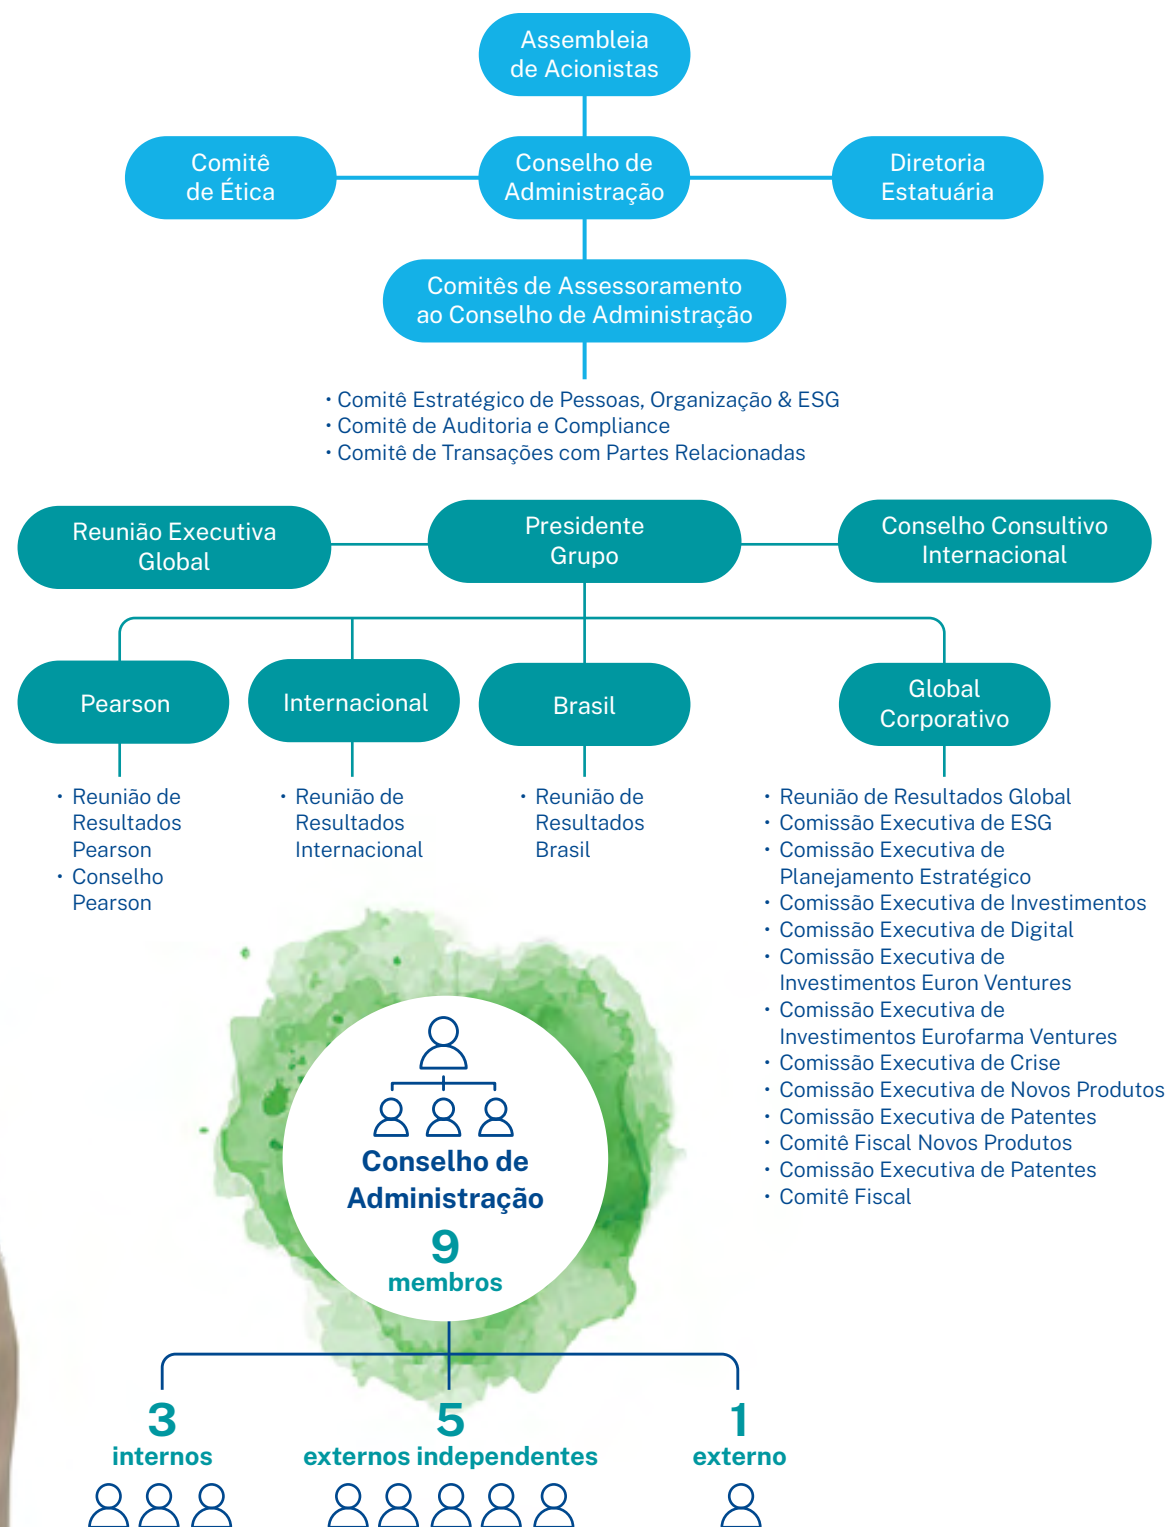 Assembleia
de Acionistas
Comitê
de Ética
Conselho de
Administração
Diretoria
Estatuária
Comitês de Assessoramento
ao Conselho de Administração
• Comitê Estratégico de Pessoas, Organização & ESG
• Comitê de Auditoria e Compliance
• Comitê de Transações com Partes Relacionadas
Reunião Executiva
Global
Presidente
Grupo
Conselho Consultivo
Internacional
Pearson
Internacional
Brasil
Global
Corporativo
• Reunião de
Resultados
Pearson
• Conselho
Pearson
• Reunião de
Resultados
Internacional
• Reunião de
Resultados
Brasil
• Reunião de Resultados Global
• Comissão Executiva de ESG
• Comissão Executiva de
Planejamento Estratégico
• Comissão Executiva de Investimentos
• Comissão Executiva de Digital
• Comissão Executiva de
Investimentos Euron Ventures
• Comissão Executiva de
Investimentos Eurofarma Ventures
• Comissão Executiva de Crise
• Comissão Executiva de Novos Produtos
• Comissão Executiva de Patentes
• Comitê Fiscal Novos Produtos
• Comissão Executiva de Patentes
• Comitê Fiscal
Conselho de
Administração
9
membros
3
internos
5
externos independentes
1
externo